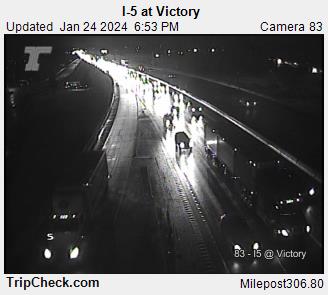 I-5 at Victory
Updated Jan 24 2024 6:53 PM Camera 83
T
S
83 - I5 @ Victory
TripCheck.com Milepost306.80